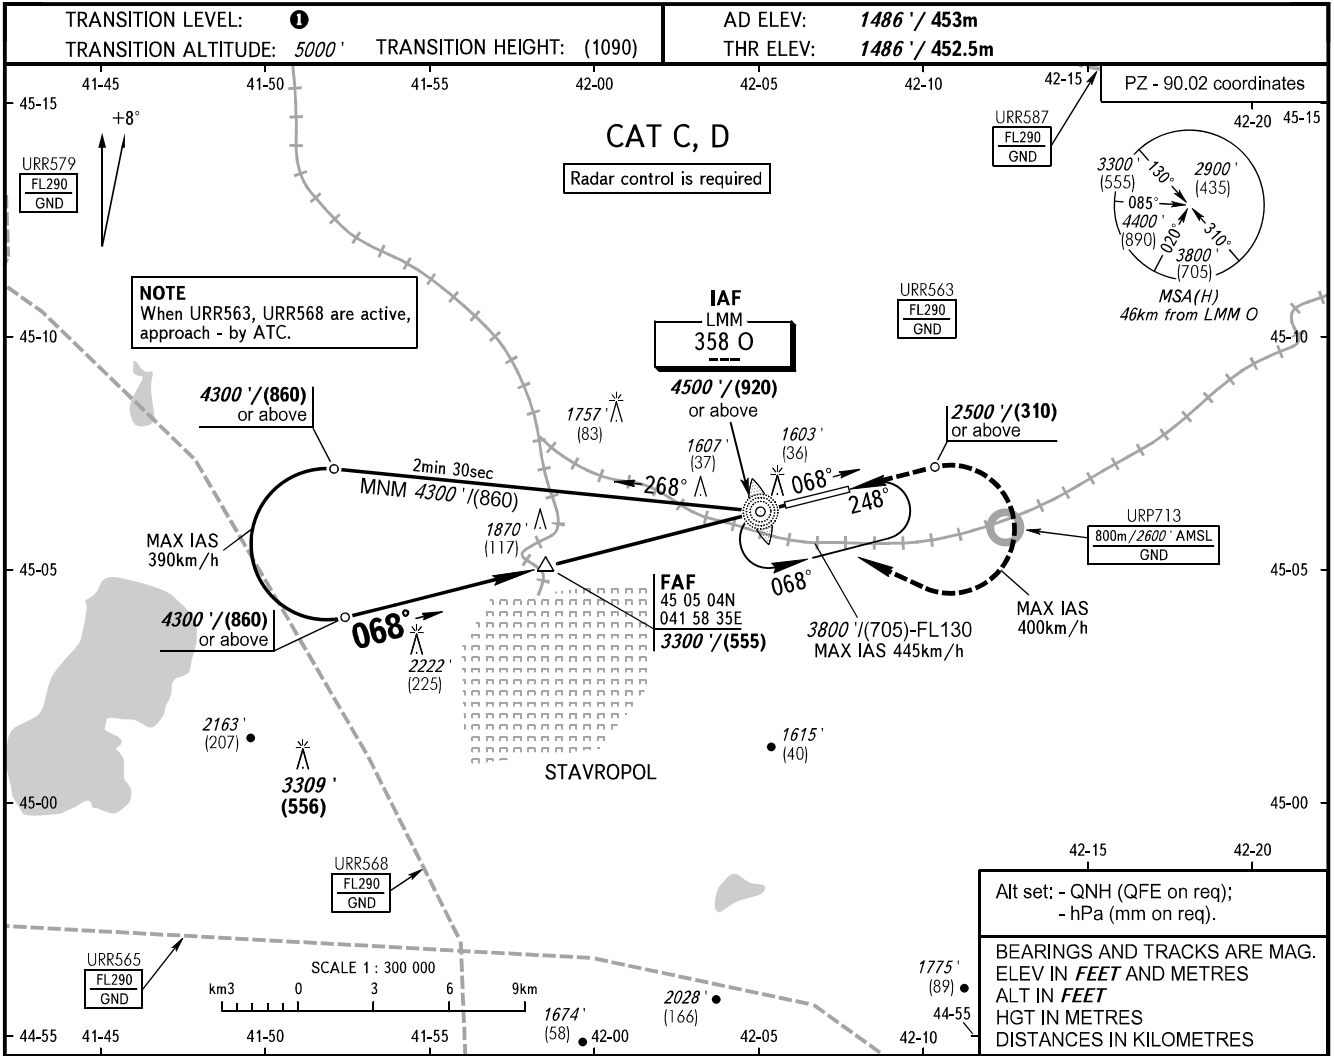 TRANSITION LEVEL: ❶
TRANSITION ALTITUDE: 5000 ' TRANSITION HEIGHT: (1090)
AD ELEV: 1486 '/ 453m
THR ELEV: 1486 '/ 452.5m
41-45 41-50 41-55 42-00 42-05 42-10 42-15
PZ - 90.02 coordinates
45-15
42-20 45-15
+8°
CAT C, D
Radar control is required
URR579
FL290
GND
URR587
FL290
GND
3300 '
(555)
130°
2900 '
(435)
085°
4400 '
(890)
020°
310°
3800 '
(705)
MSA(H)
46km from LMM O
NOTE
When URR563, URR568 are active,
approach - by ATC.
IAF
LMM
358 O
4500 '/(920)
or above
URR563
FL290
GND
45-10
45-10
4300 '/(860)
or above
1757 '
(83)
1607 '
(37)
1603 '
(36)
2500 '/(310)
or above
2min 30sec
MNM 4300 '/(860)
268°
068°
248°
MAX IAS
390km/h
1870 '
(117)
URP713
800m/2600 ' AMSL
GND
45-05
45-05
FAF
45 05 04N
041 58 35E
3300 '/(555)
068°
MAX IAS
400km/h
4300 '/(860)
or above
068°
2222 '
(225)
3800 '/(705)-FL130
MAX IAS 445km/h
2163 '
(207)
1615 '
(40)
3309 '
(556)
STAVROPOL
45-00
45-00
42-15 42-20
URR568
FL290
GND
Alt set: - QNH (QFE on req);
- hPa (mm on req).
URR565
FL290
GND
SCALE 1 : 300 000
km3 0 3 6 9km
1674 '
(58)
2028 '
(166)
1775 '
(89)
BEARINGS AND TRACKS ARE MAG.
ELEV IN FEET AND METRES
ALT IN FEET
HGT IN METRES
DISTANCES IN KILOMETRES
44-55
44-55 41-45 41-50 41-55 42-00 42-05 42-10